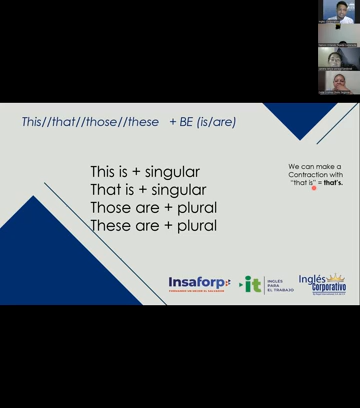 This//that//those//these + BE (is/are)
This is + singular
That is + singular
Those are + plural
These are + plural
We can make a
Contraction with
"that is" = that's.
Insaforp
it
INGLÉS
PARA
EL TRABAJO
Inglés
Corporativo